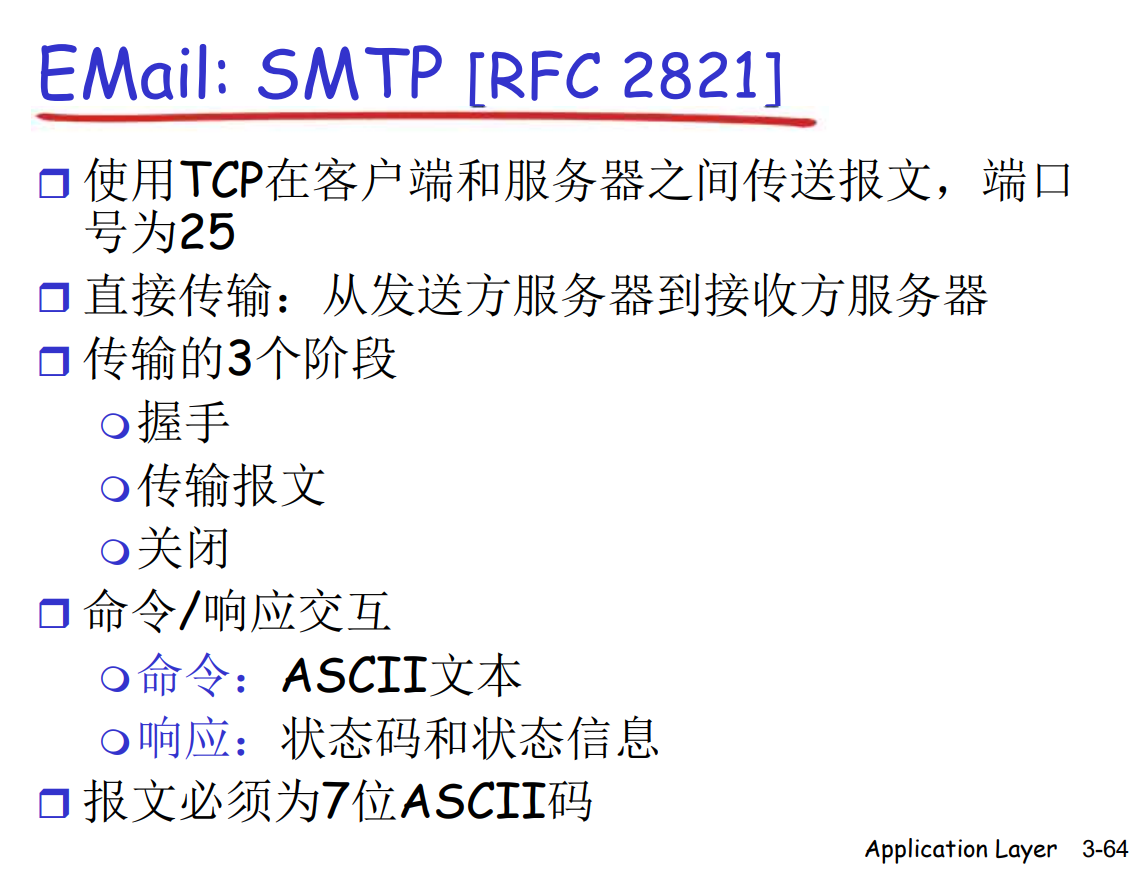 EMail: SMTP [RFC 2821]
使用TCP在客户端和服务器之间传送报文，端口
号为25
直接传输：从发送方服务器到接收方服务器
传输的3个阶段
握手
传输报文
关闭
命令/响应交互
命令：ASCII文本
响应：状态码和状态信息
报文必须为7位ASCII码
Application Layer 3-64